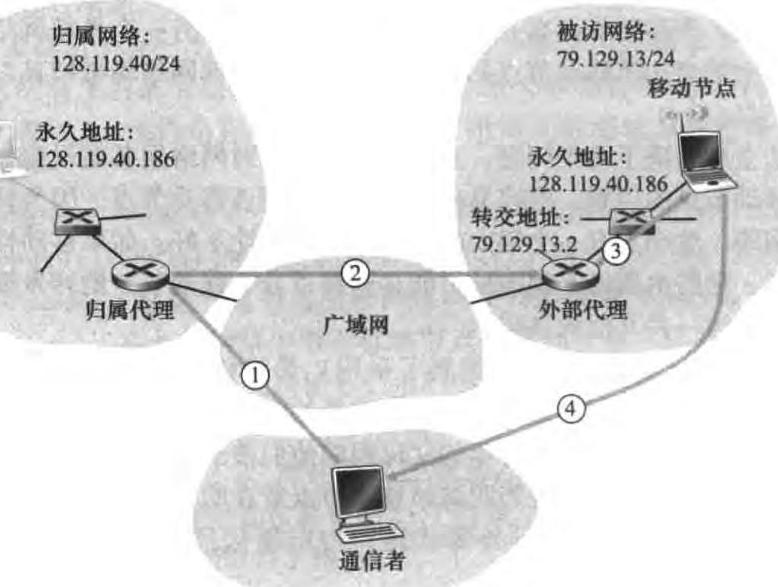 归属网络：
128.119.40/24
永久地址：
128.119.40.186
归属代理
被访网络：
79.129.13/24
移动节点
永久地址：
128.119.40.186
转交地址：
79.129.13.2
外部代理
广域网
①
②
③
④
通信者